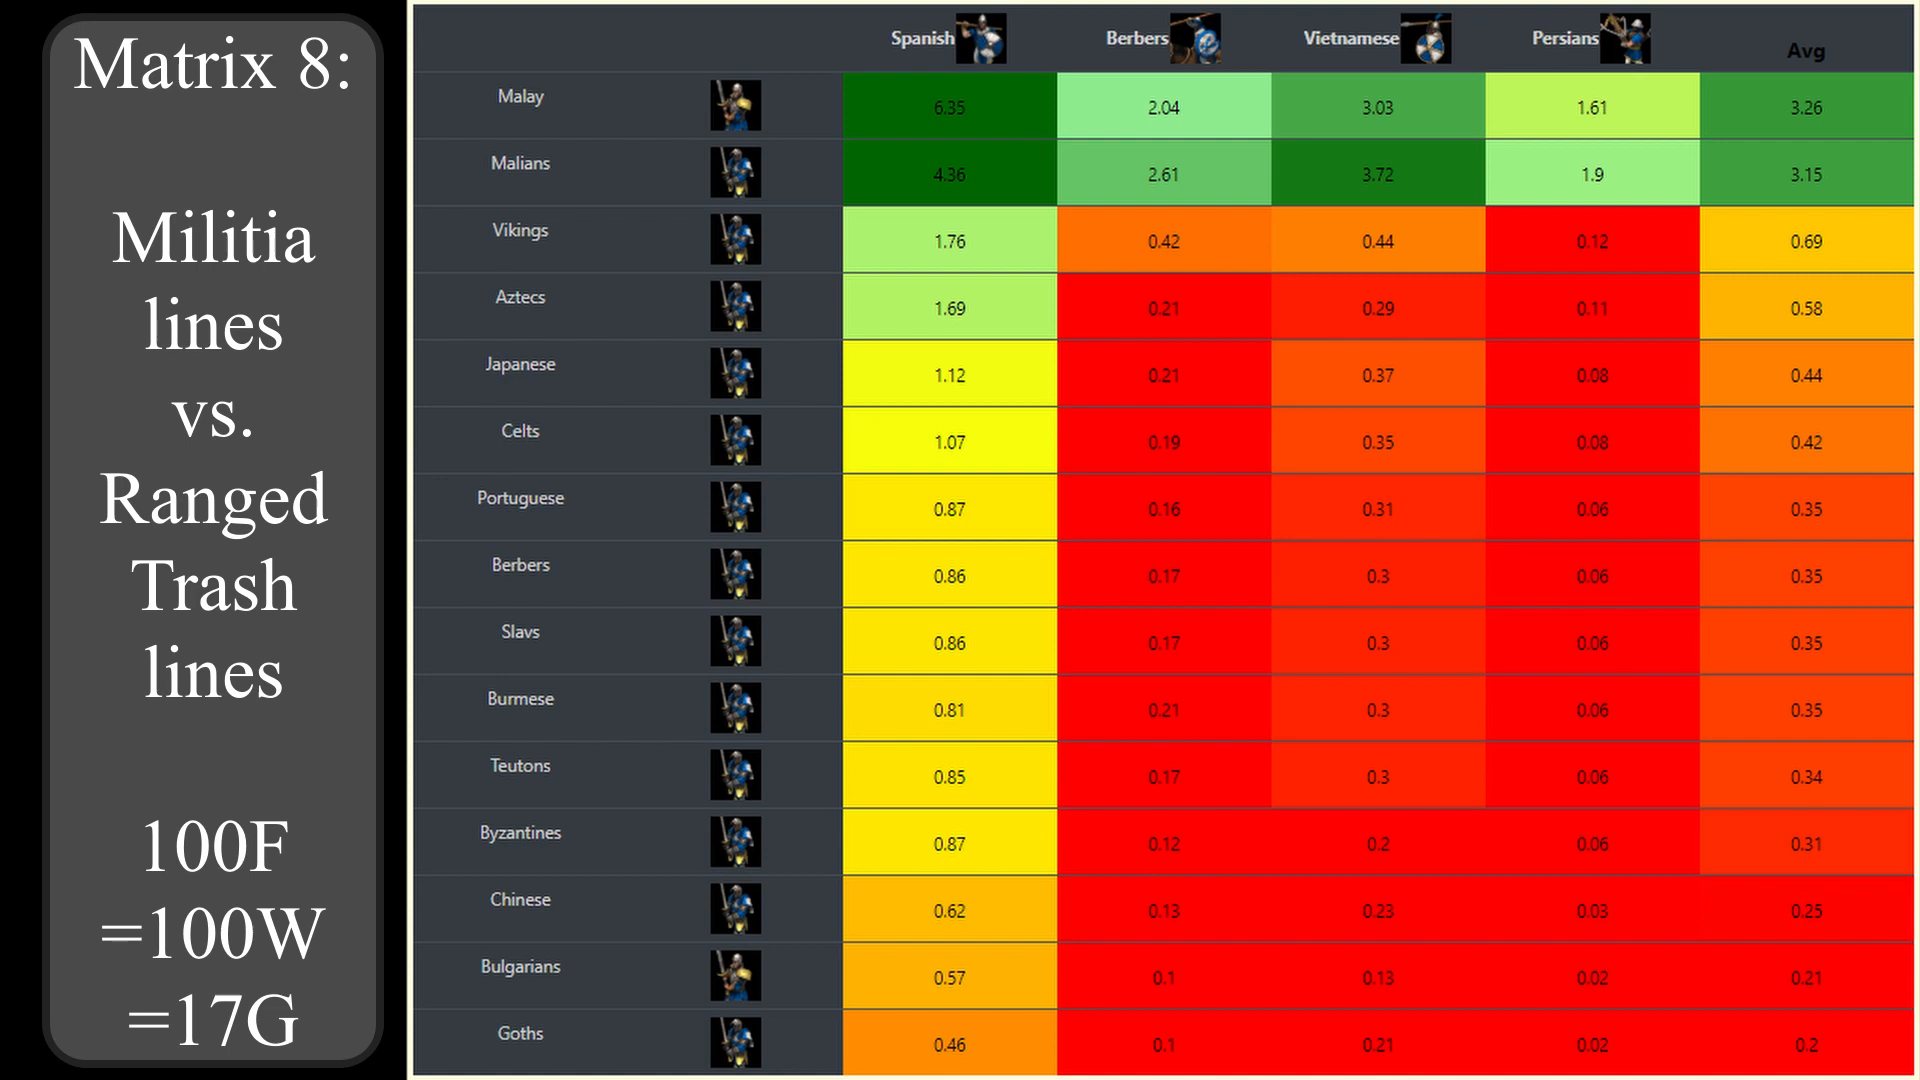 Matrix 8:
Militia
lines
vs.
Ranged
Trash
lines
100F
=100W
=17G
Spanish Berbers Vietnamese Persians Avg
Malay 6.35 2.04 3.03 1.61 3.26
Malians 4.36 2.61 3.72 1.9 3.15
Vikings 1.76 0.42 0.44 0.12 0.69
Aztecs 1.69 0.21 0.29 0.11 0.58
Japanese 1.12 0.21 0.37 0.08 0.44
Celts 1.07 0.19 0.35 0.08 0.42
Portuguese 0.87 0.16 0.31 0.06 0.35
Berbers 0.86 0.17 0.3 0.06 0.35
Slavs 0.86 0.17 0.3 0.06 0.35
Burmese 0.81 0.21 0.3 0.06 0.35
Teutons 0.85 0.17 0.3 0.06 0.34
Byzantines 0.87 0.12 0.2 0.06 0.31
Chinese 0.62 0.13 0.23 0.03 0.25
Bulgarians 0.57 0.1 0.13 0.02 0.21
Goths 0.46 0.1 0.21 0.02 0.2